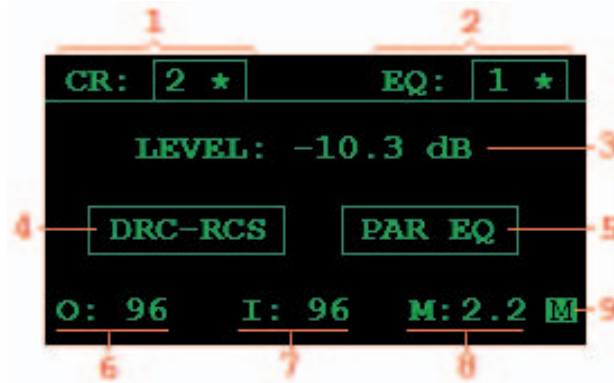 1 2
CR: 2 ★ EQ: 1 ★
LEVEL: -10.3 dB 3
4 DRC-RCS PAR EQ 5
O: 96 I: 96 M:2.2 M 9
6 7 8